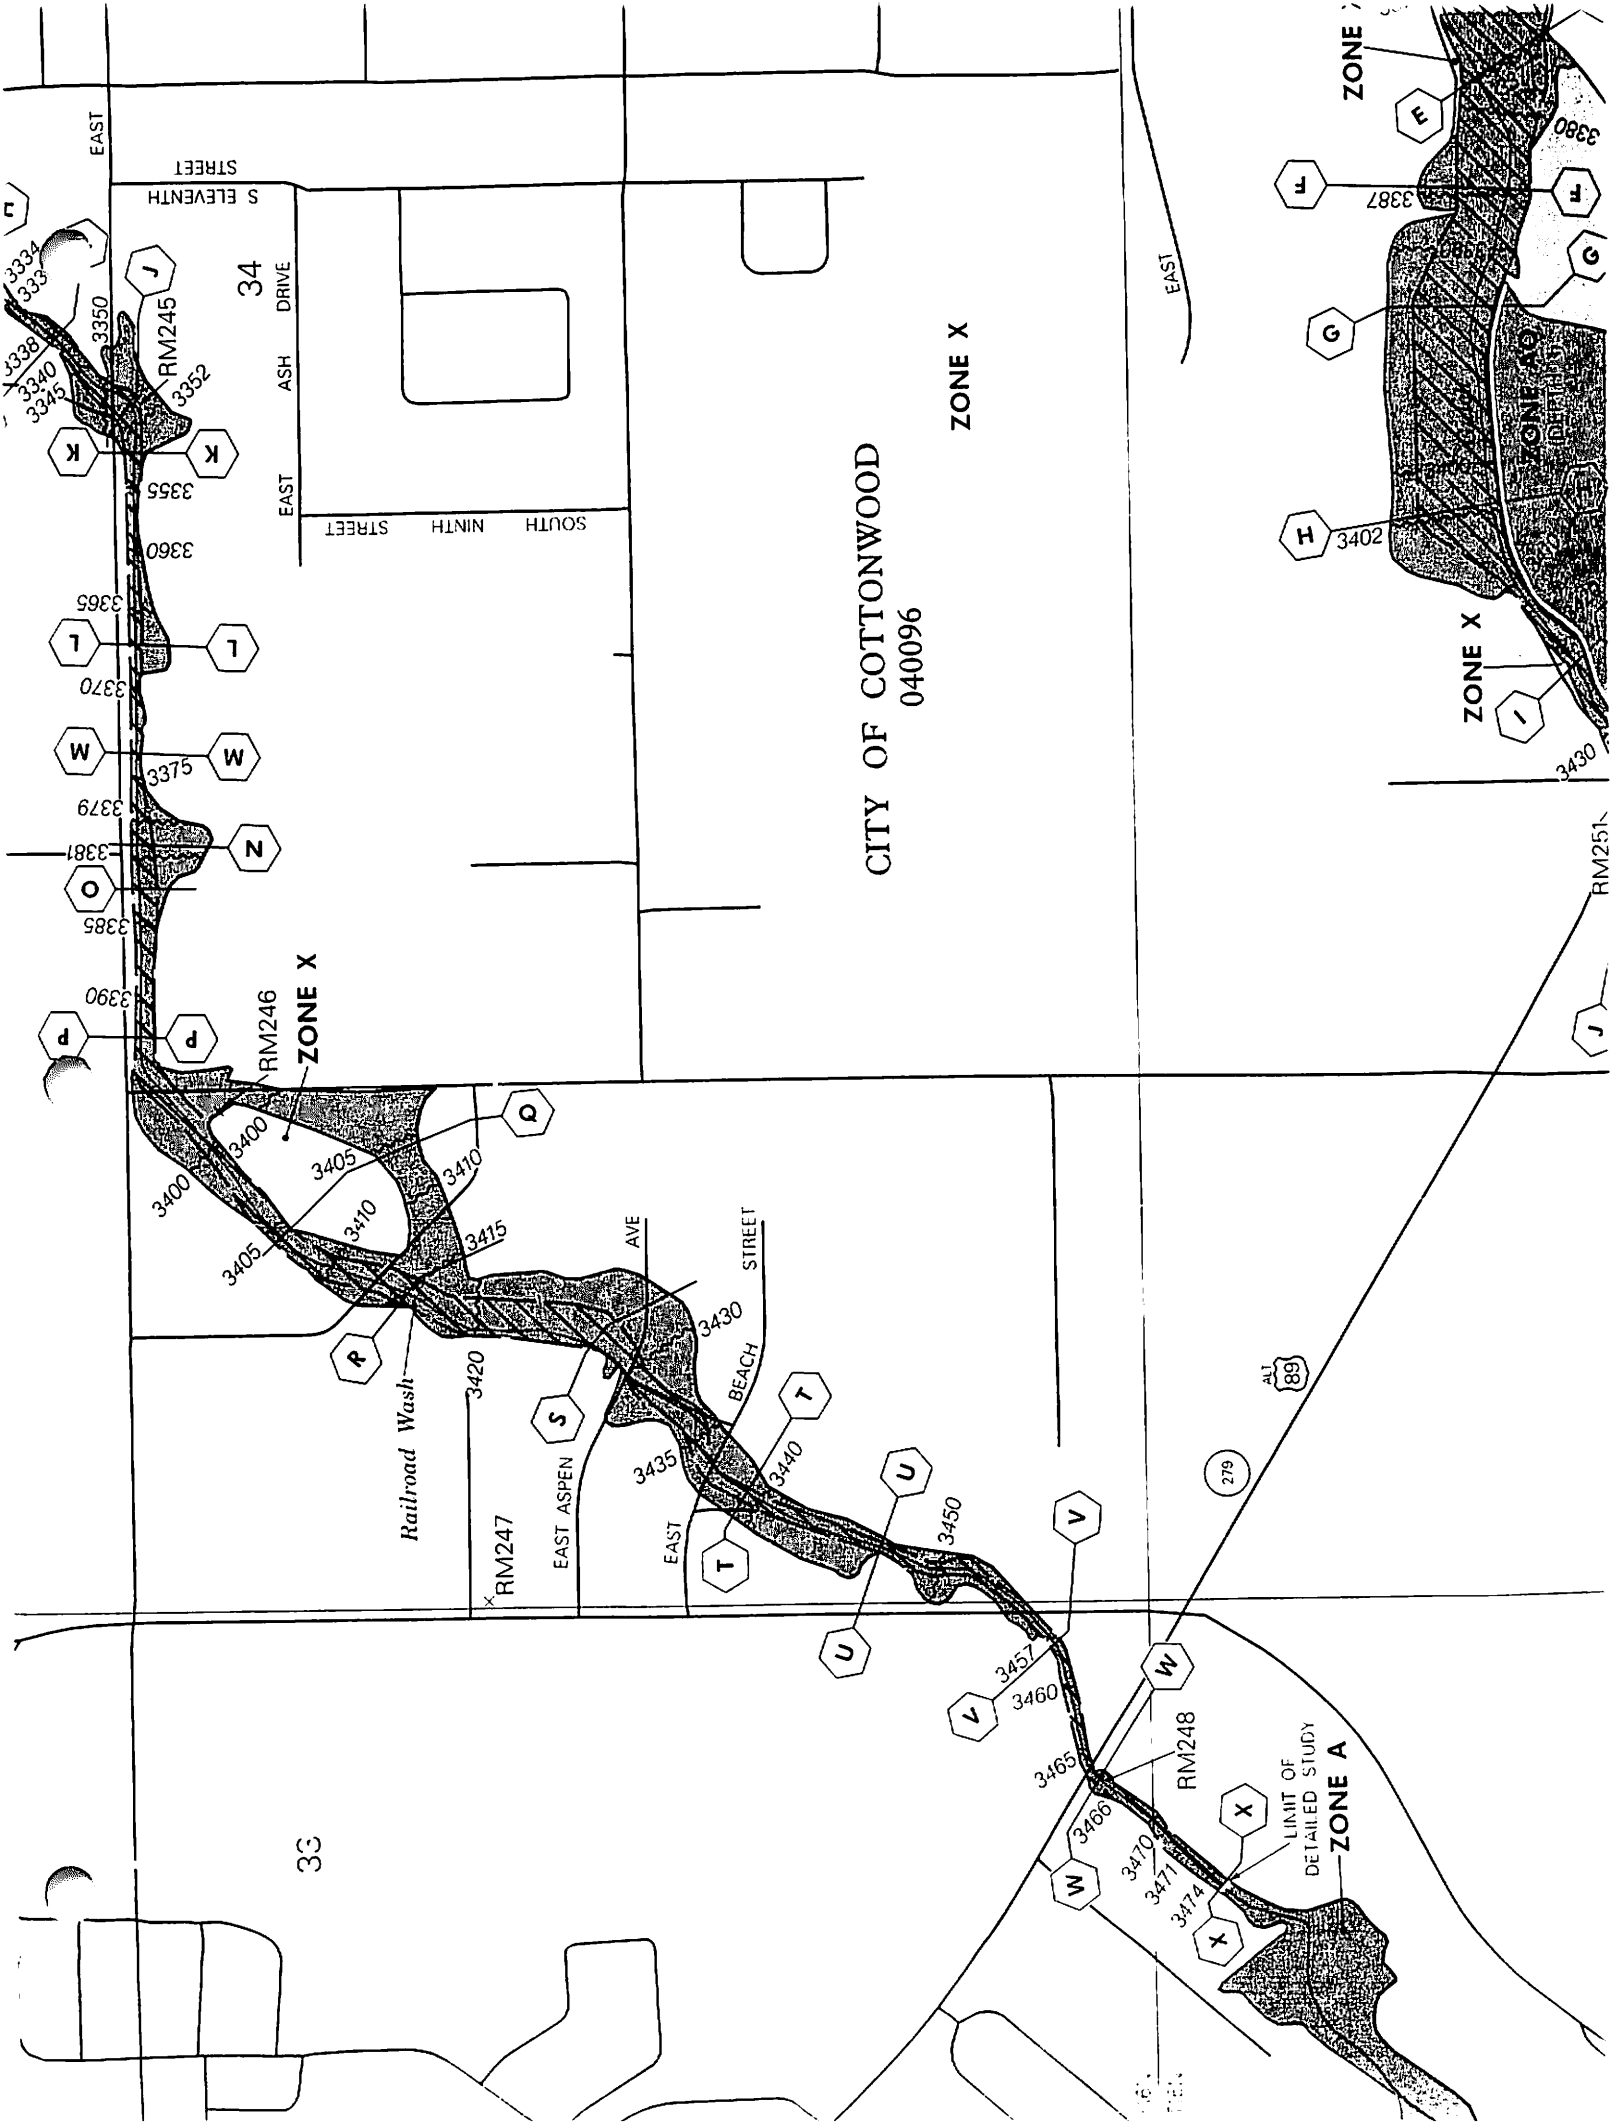 EAST
STREET
S ELEVENTH
34
3334
3338
3340
3345
3350
J
RM245
3352
K
K
3355
EAST ASH DRIVE
SOUTH NINTH STREET
3360
3365
L
L
3370
M
M
3375
3379
3381
N
O
3385
3390
P
P
RM246
ZONE X
3400
3400
3405
3405
Q
3410
3410
3415
R
Railroad Wash
3420
RM247
S
EAST ASPEN AVE
3430
EAST BEACH STREET
3435
T
T
3440
U
U
3450
V
V
3457
3460
3465
W
W
3466
RM248
3470
3471
3474
X
X
LIMIT OF
DETAILED STUDY
ZONE A
33
CITY OF COTTONWOOD
040096
ZONE X
EAST
ALT
89
279
ZONE X
E
3380
F
F
3387
G
G
ZONE AO
H
3402
ZONE X
I
3430
RM251
J